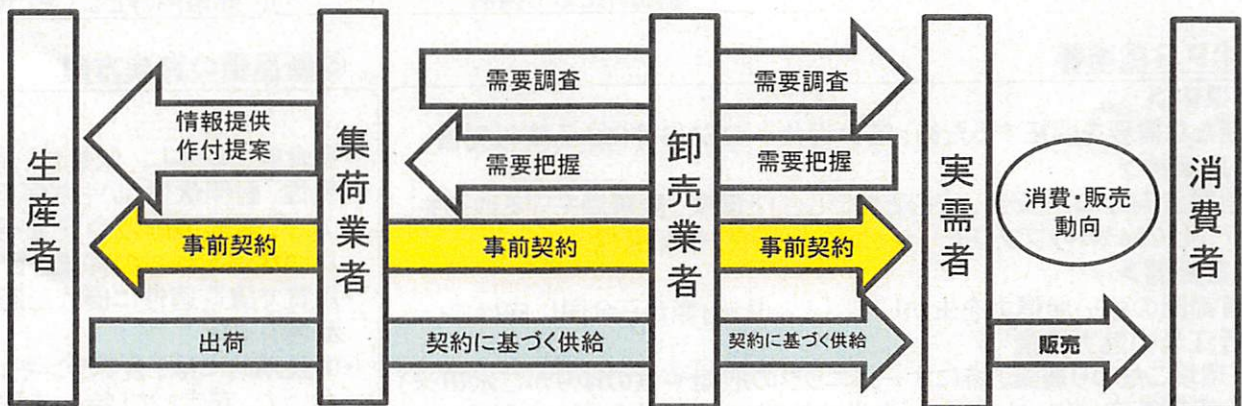 生産者
情報提供
作付提案
事前契約
出荷
集荷業者
需要調査
需要把握
事前契約
契約に基づく供給
卸売業者
需要調査
需要把握
事前契約
契約に基づく供給
実需者
消費・販売
動向
販売
消費者